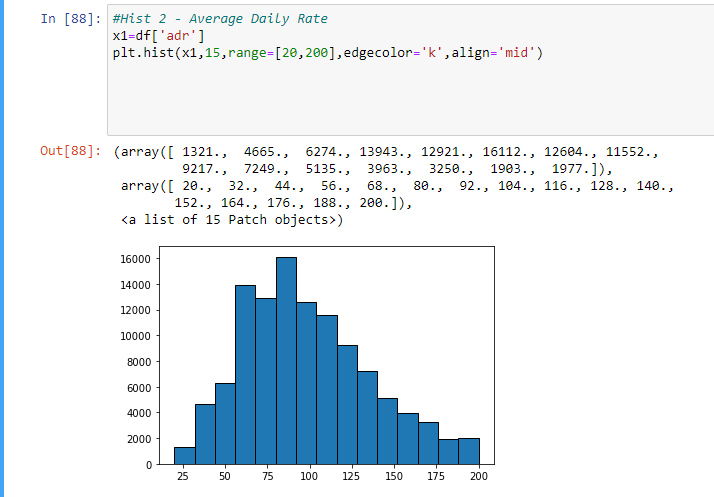 In [88]: #Hist 2 - Average Daily Rate
x1=df['adr']
plt.hist(x1,15,range=[20,200],edgecolor='k',align='mid')
Out[88]: (array([ 1321.,  4665.,  6274., 13943., 12921., 16112., 12604., 11552.,
9217.,  7249.,  5135.,  3963.,  3250.,  1903.,  1977.]),
array([ 20.,  32.,  44.,  56.,  68.,  80.,  92., 104., 116., 128., 140.,
152., 164., 176., 188., 200.]),
<a list of 15 Patch objects>)
16000
14000
12000
10000
8000
6000
4000
2000
0
25 50 75 100 125 150 175 200